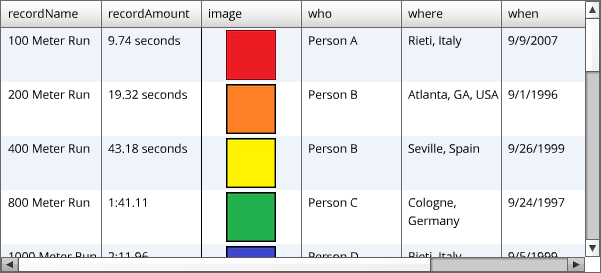 recordName recordAmount image who where when
100 Meter Run 9.74 seconds Person A Rieti, Italy 9/9/2007
200 Meter Run 19.32 seconds Person B Atlanta, GA, USA 9/1/1996
400 Meter Run 43.18 seconds Person B Seville, Spain 9/26/1999
800 Meter Run 1:41.11 Person C Cologne, 9/24/1997
Germany
1000 Meter Run 2:11.96 Person D Rieti, Italy 9/5/1999